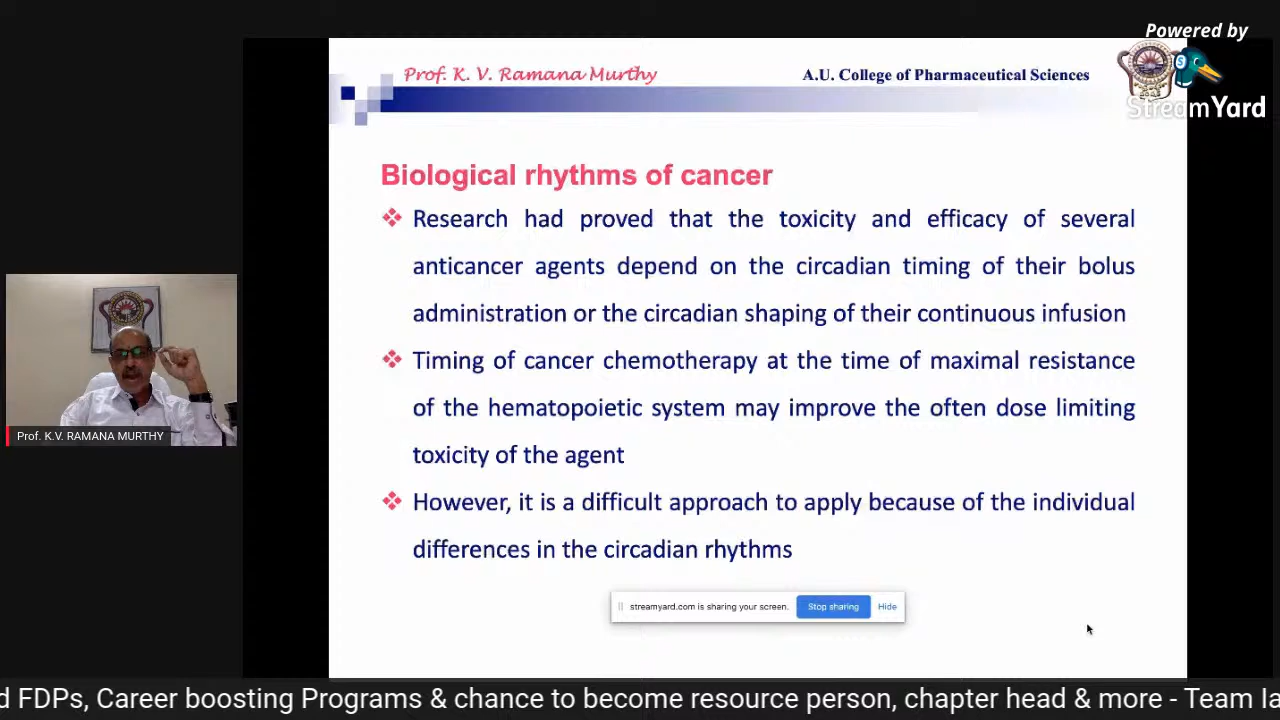 Powered by
StreamYard
Prof. K. V. Ramana Murthy
A.U. College of Pharmaceutical Sciences
Biological rhythms of cancer
Research had proved that the toxicity and efficacy of several
anticancer agents depend on the circadian timing of their bolus
administration or the circadian shaping of their continuous infusion
Timing of cancer chemotherapy at the time of maximal resistance
of the hematopoietic system may improve the often dose limiting
toxicity of the agent
However, it is a difficult approach to apply because of the individual
differences in the circadian rhythms
Prof. K.V. RAMANA MURTHY
streamyard.com is sharing your screen. Stop sharing Hide
d FDPs, Career boosting Programs & chance to become resource person, chapter head & more - Team la